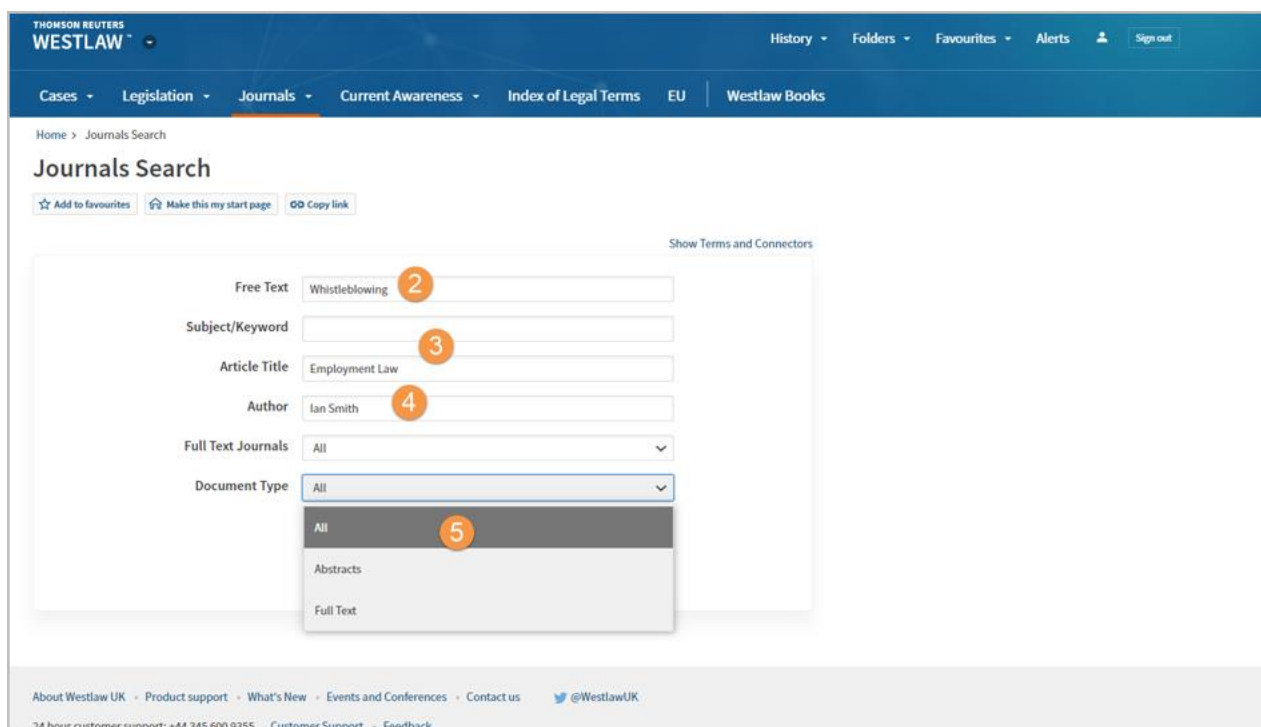 THOMSON REUTERS
WESTLAW™
History Folders Favourites Alerts Sign out
Cases Legislation Journals Current Awareness Index of Legal Terms EU Westlaw Books
Home > Journals Search
Journals Search
Add to favourites Make this my start page Copy link
Show Terms and Connectors
Free Text Whistleblowing 2
Subject/Keyword
3
Article Title Employment Law
Author Ian Smith 4
Full Text Journals All
Document Type All
All 5
Abstracts
Full Text
About Westlaw UK • Product support • What's New • Events and Conferences • Contact us @WestlawUK
24 hour customer support: +44 345 600 9355 Customer Support • Feedback